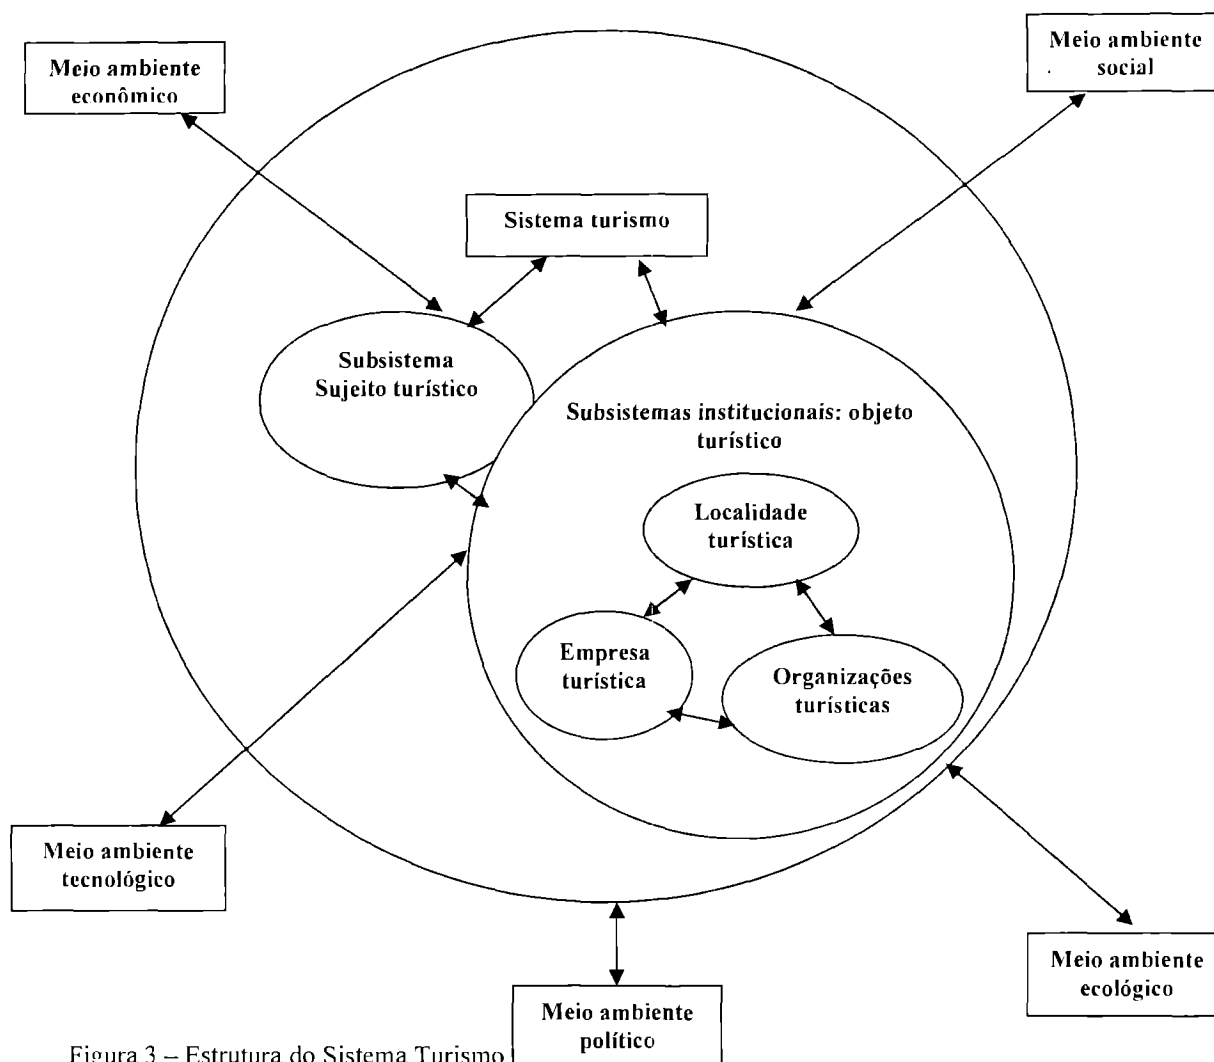 Meio ambiente
econômico
Meio ambiente
social
Sistema turismo
Subsistema
Sujeito turístico
Subsistemas institucionais: objeto
turístico
Localidade
turística
Empresa
turística
Organizações
turísticas
Meio ambiente
tecnológico
Meio ambiente
ecológico
Meio ambiente
político
Figura 3 – Estrutura do Sistema Turismo